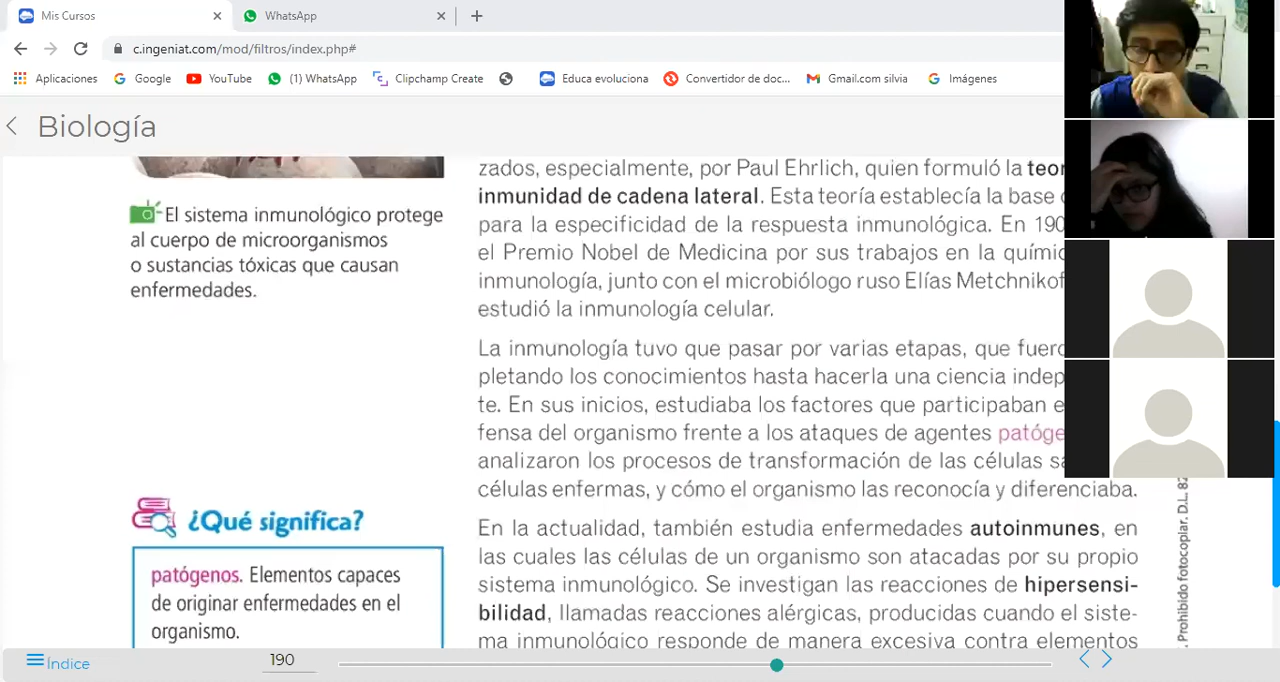 Mis Cursos
WhatsApp
c.ingeniat.com/mod/filtros/index.php#
Aplicaciones
Google
YouTube
(1) WhatsApp
Clipchamp Create
Educa evoluciona
Convertidor de doc...
Gmail.com silvia
Imágenes
Biología
El sistema inmunológico protege
al cuerpo de microorganismos
o sustancias tóxicas que causan
enfermedades.
¿Qué significa?
patógenos. Elementos capaces
de originar enfermedades en el
organismo.
zados, especialmente, por Paul Ehrlich, quien formuló la teor
inmunidad de cadena lateral. Esta teoría establecía la base
para la especificidad de la respuesta inmunológica. En 190
el Premio Nobel de Medicina por sus trabajos en la químic
inmunología, junto con el microbiólogo ruso Elías Metchnikof
estudió la inmunología celular.
La inmunología tuvo que pasar por varias etapas, que fuero
pletando los conocimientos hasta hacerla una ciencia indep
te. En sus inicios, estudiaba los factores que participaban e
fensa del organismo frente a los ataques de agentes patóge
analizaron los procesos de transformación de las células sa
células enfermas, y cómo el organismo las reconocía y diferenciaba.
En la actualidad, también estudia enfermedades autoinmunes, en
las cuales las células de un organismo son atacadas por su propio
sistema inmunológico. Se investigan las reacciones de hipersensi-
bilidad, llamadas reacciones alérgicas, producidas cuando el siste-
ma inmunológico responde de manera excesiva contra elementos
. Prohibido fotocopiar. D.L. 82
Índice
190